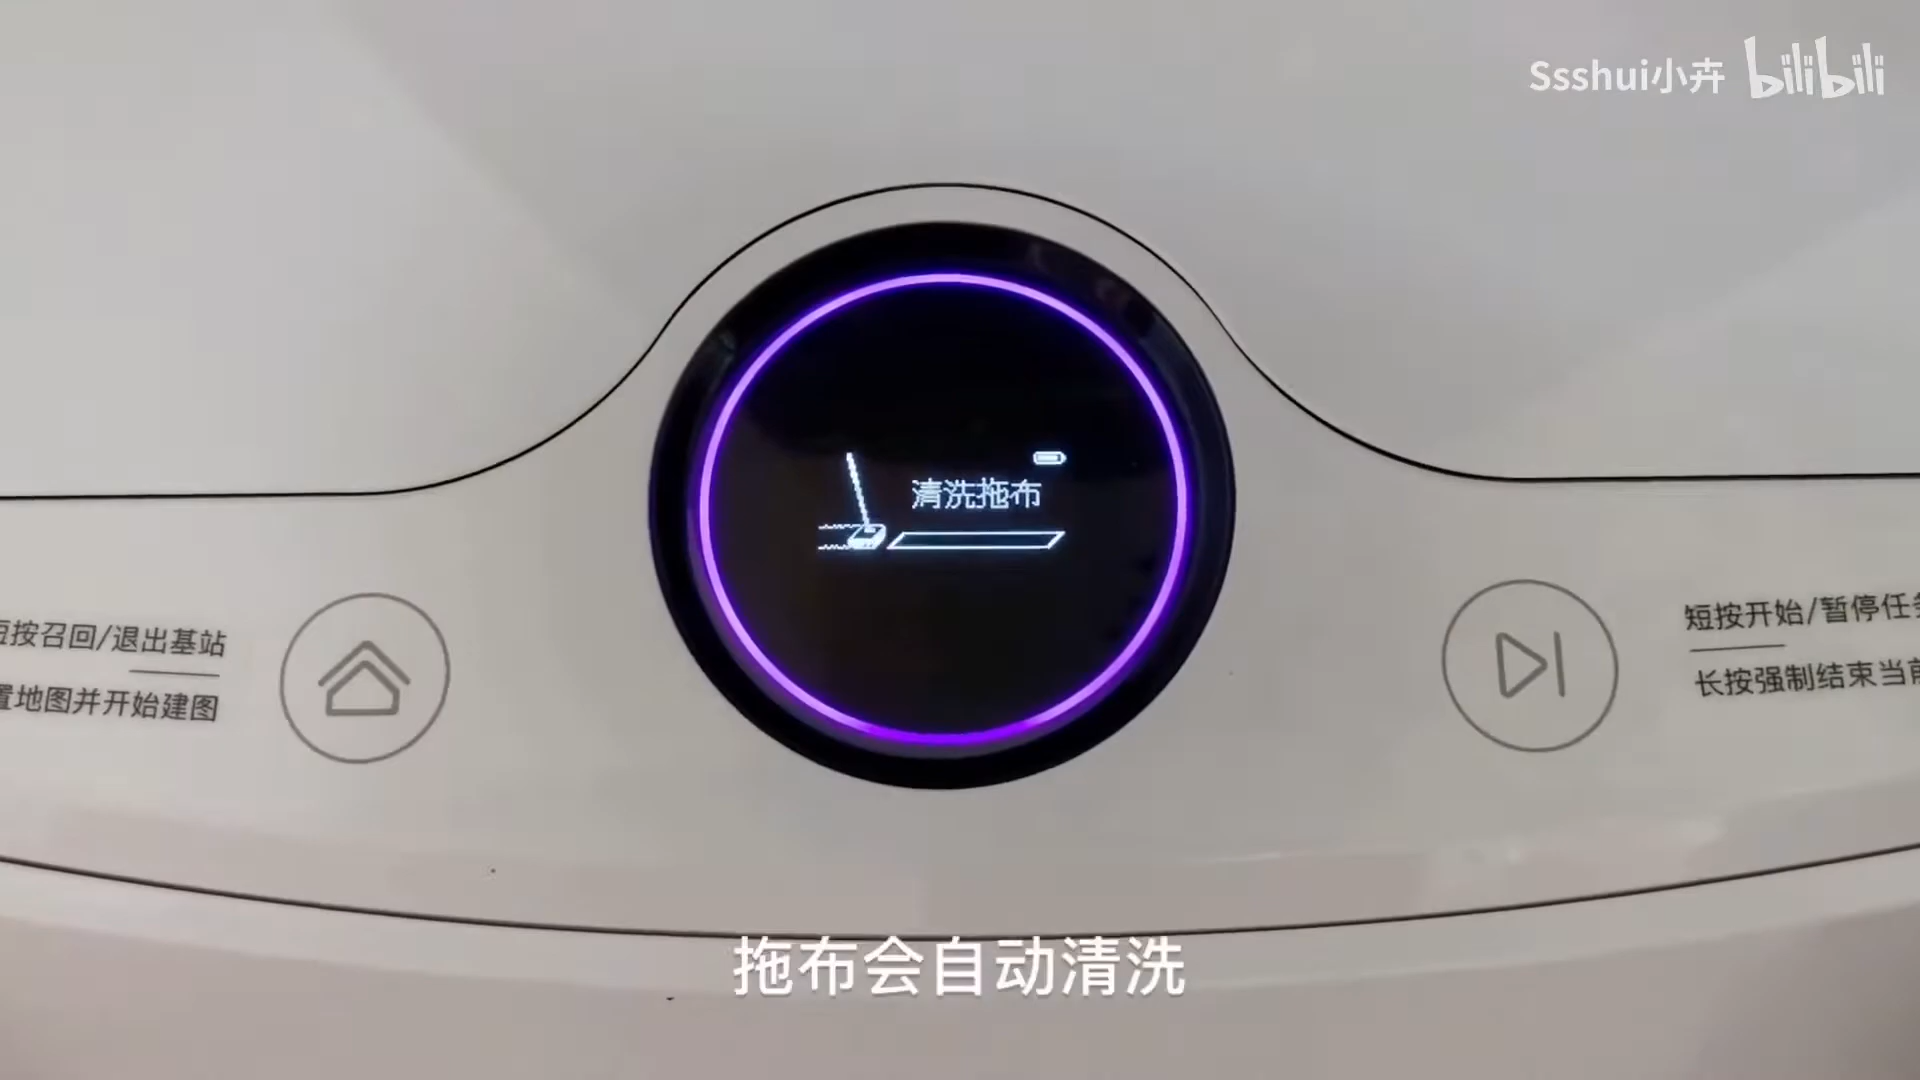 Ssshui小卉 bilibili
清洗拖布
短按召回/退出基站
置地图并开始建图
短按开始/暂停任务
长按强制结束当前
拖布会自动清洗